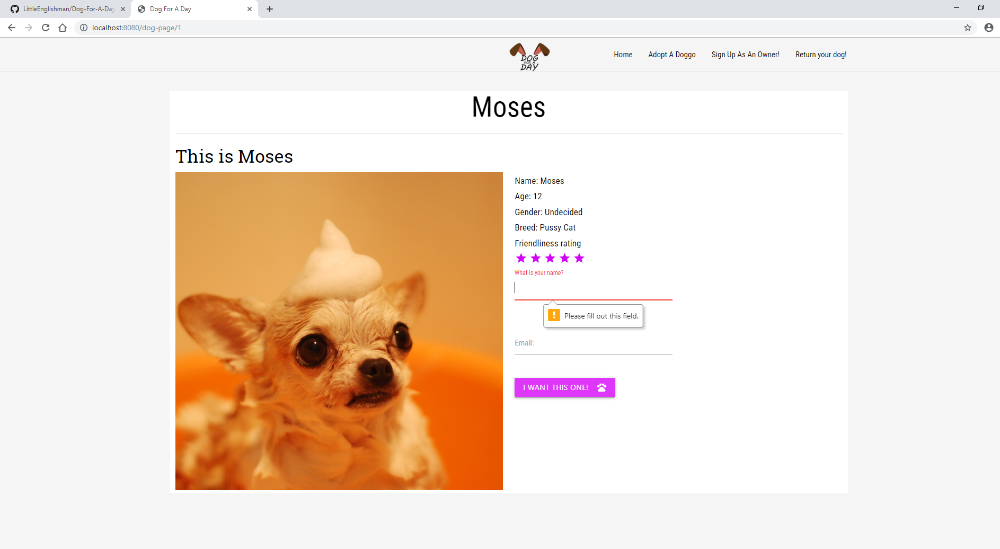 LittleEnglishman/Dog-For-A-Day
Dog For A Day
localhost:8080/dog-page/1
DOG
FOR A
DAY
Home
Adopt A Doggo
Sign Up As An Owner!
Return your dog!
Moses
This is Moses
Name: Moses
Age: 12
Gender: Undecided
Breed: Pussy Cat
Friendliness rating
What is your name?
Please fill out this field.
Email:
I WANT THIS ONE!